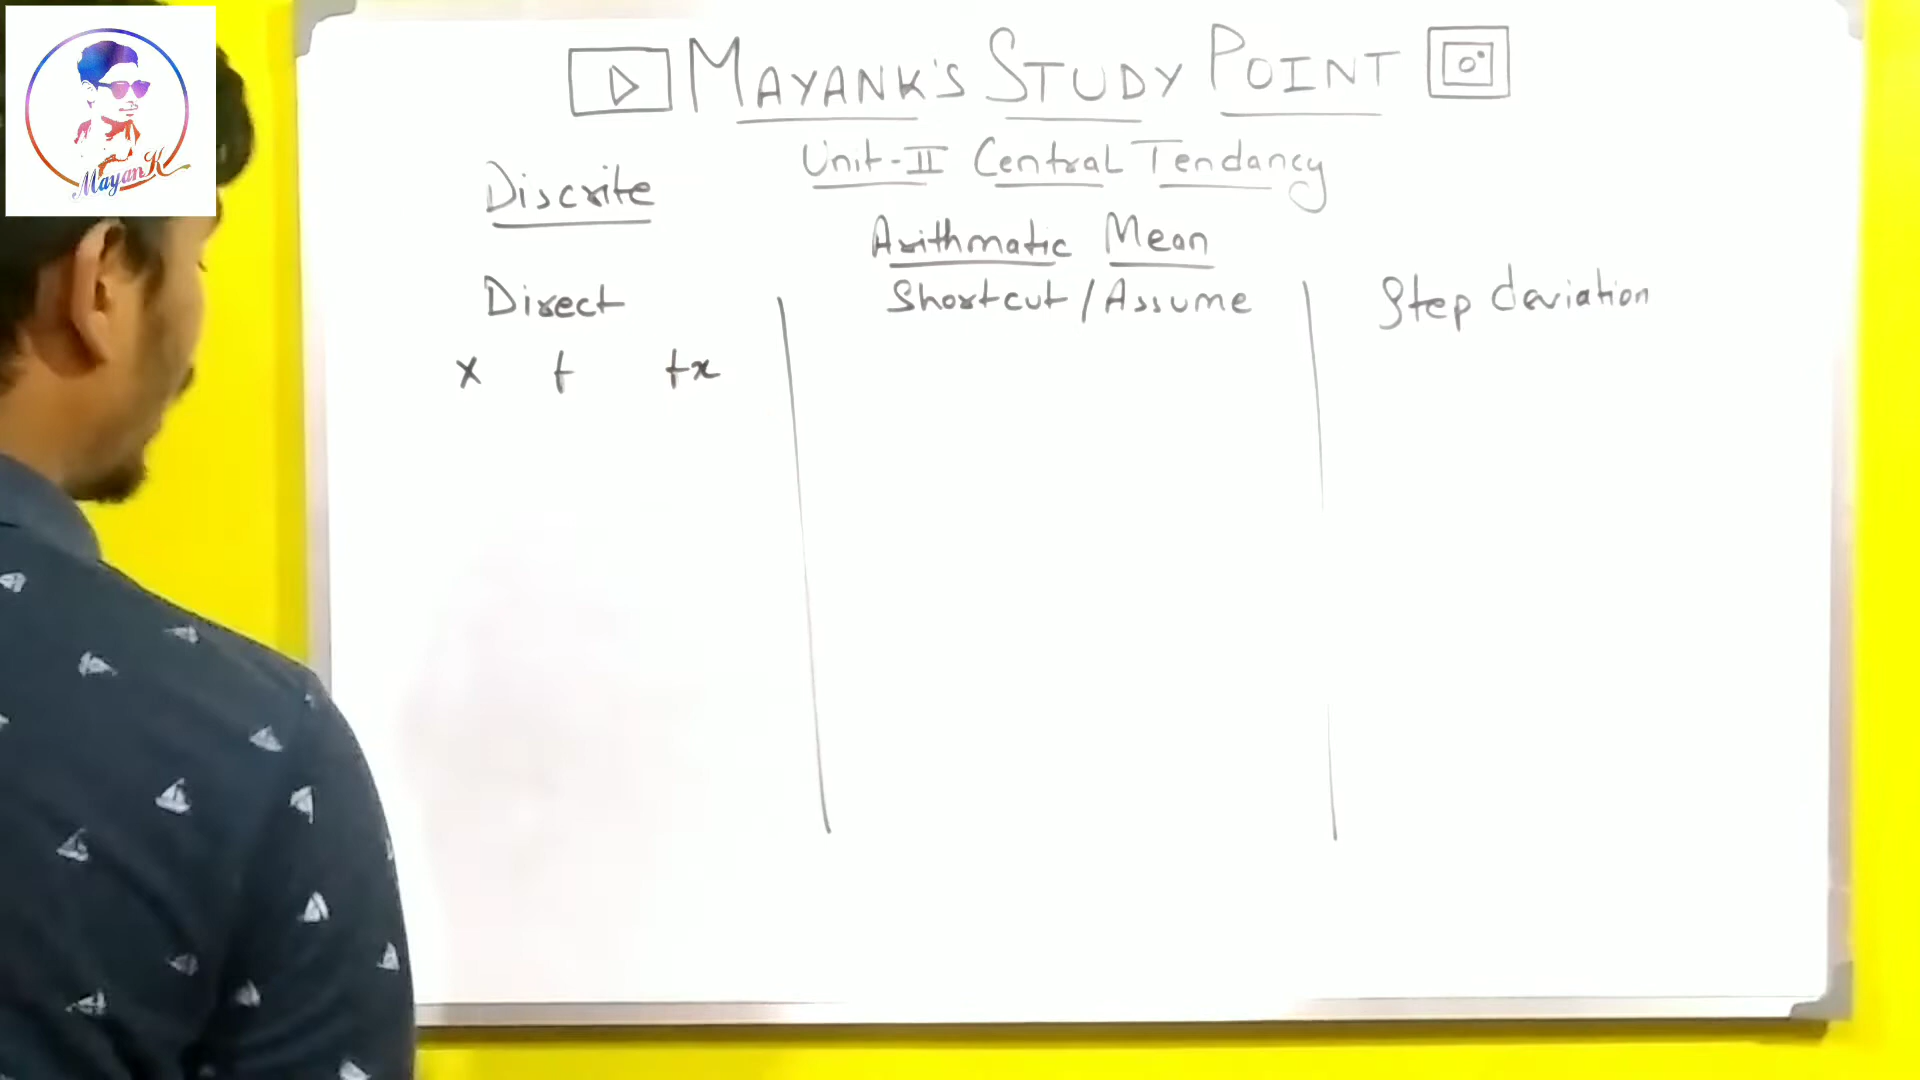 MayanK
MAYANK'S STUDY POINT
Unit-II Central Tendancy
Discrite
Arithmatic Mean
Direct
Shortcut / Assume
Step deviation
x f fx